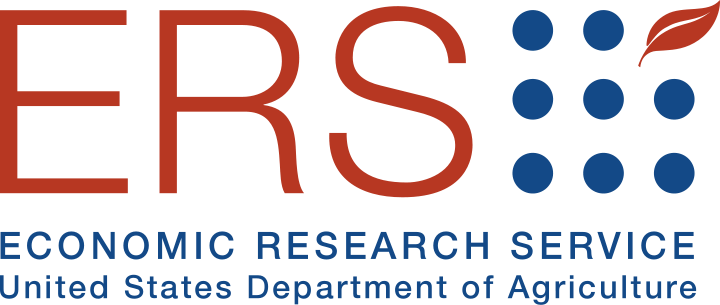 ERS
ECONOMIC RESEARCH SERVICE
United States Department of Agriculture